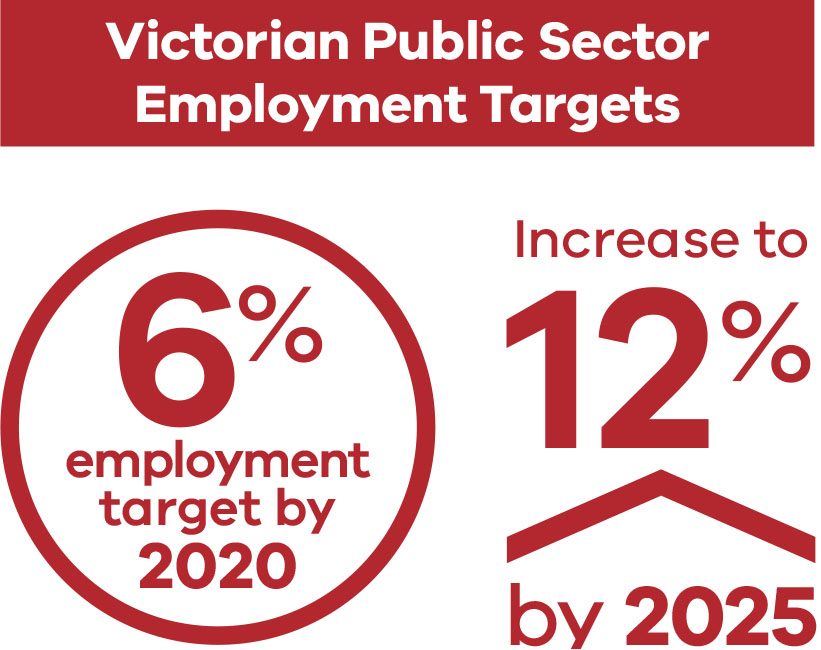 Victorian Public Sector
Employment Targets
6%
employment
target by
2020
Increase to
12%
by 2025